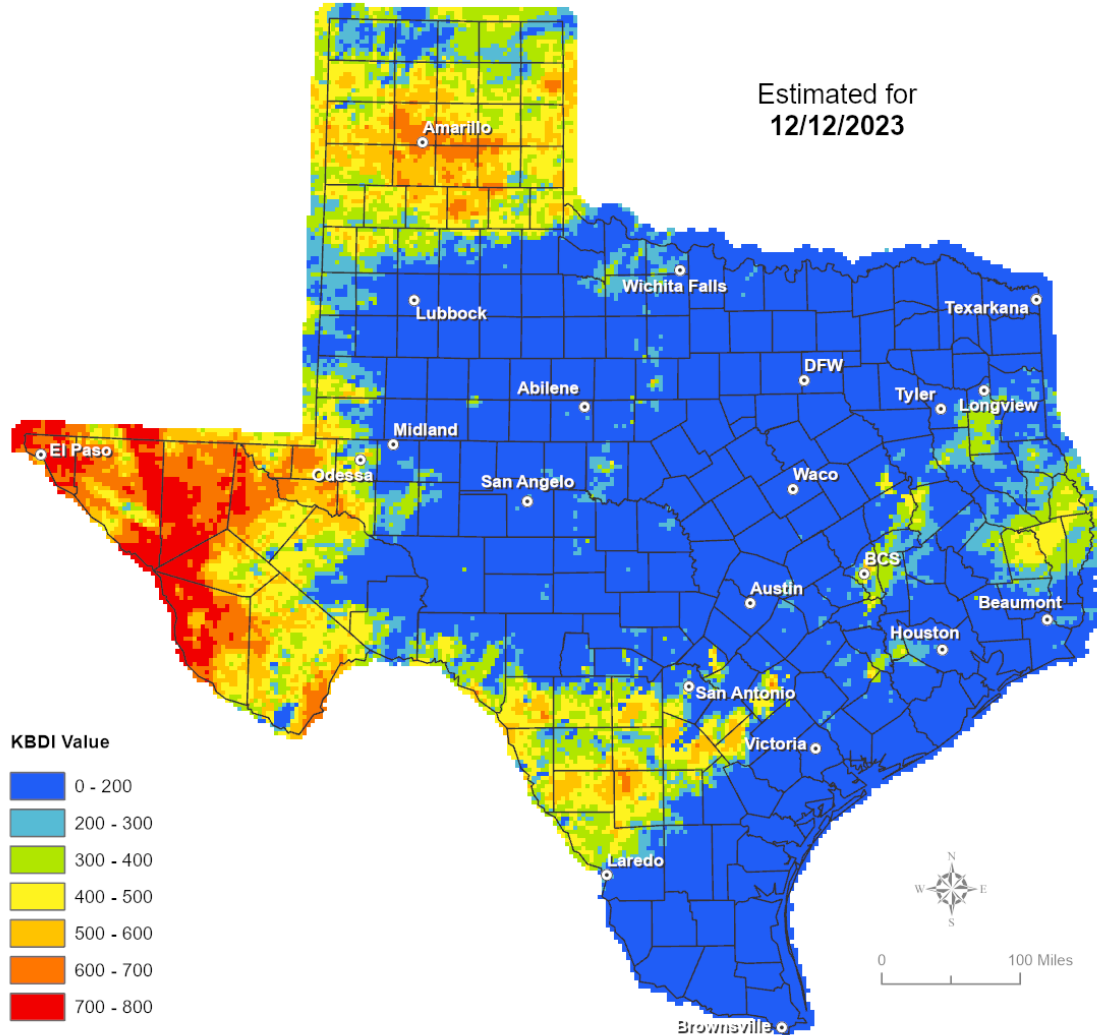 Estimated for
12/12/2023
Amarillo
Wichita Falls
Lubbock
Texarkana
DFW
Abilene
Tyler
Longview
Midland
El Paso
Odessa
San Angelo
Waco
BCS
Austin
Beaumont
Houston
San Antonio
Victoria
Laredo
Brownsville
KBDI Value
0 - 200
200 - 300
300 - 400
400 - 500
500 - 600
600 - 700
700 - 800
N
W E
S
0 100 Miles